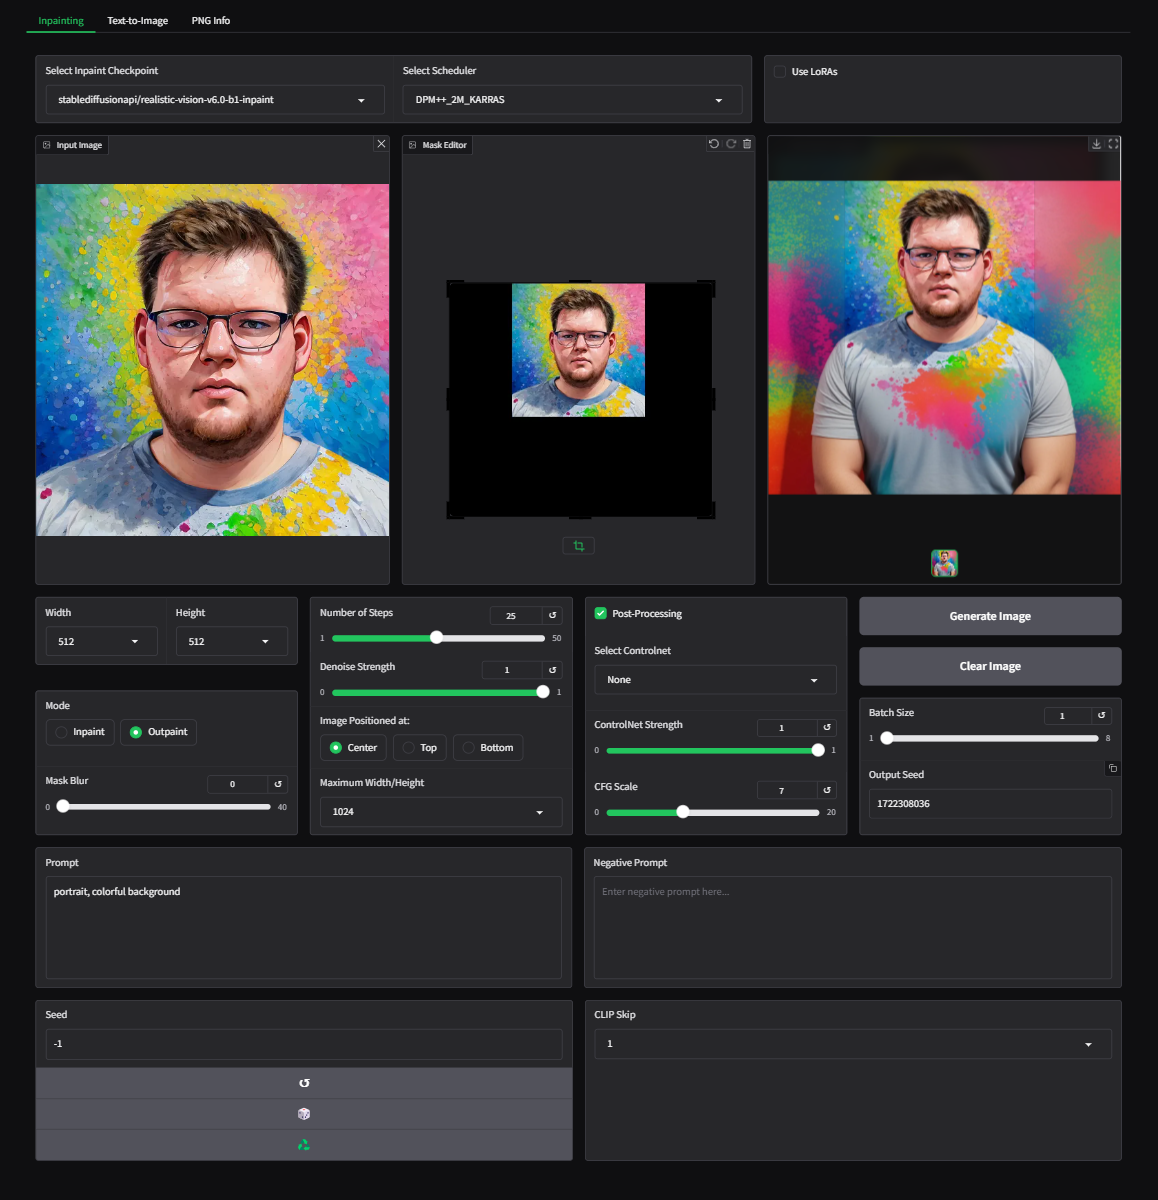 Inpainting
Text-to-Image
PNG Info
Select Inpaint Checkpoint
stablediffusionapi/realistic-vision-v6.0-b1-inpaint
Select Scheduler
DPM++_2M_KARRAS
Use LoRAs
Input Image
Mask Editor
Width
512
Height
512
Mode
Inpaint
Outpaint
Mask Blur
0
0
40
Number of Steps
25
1
50
Denoise Strength
1
0
1
Image Positioned at:
Center
Top
Bottom
Maximum Width/Height
1024
Post-Processing
Select Controlnet
None
ControlNet Strength
1
0
1
CFG Scale
7
0
20
Generate Image
Clear Image
Batch Size
1
1
8
Output Seed
1722308036
Prompt
portrait, colorful background
Negative Prompt
Enter negative prompt here...
Seed
-1
CLIP Skip
1